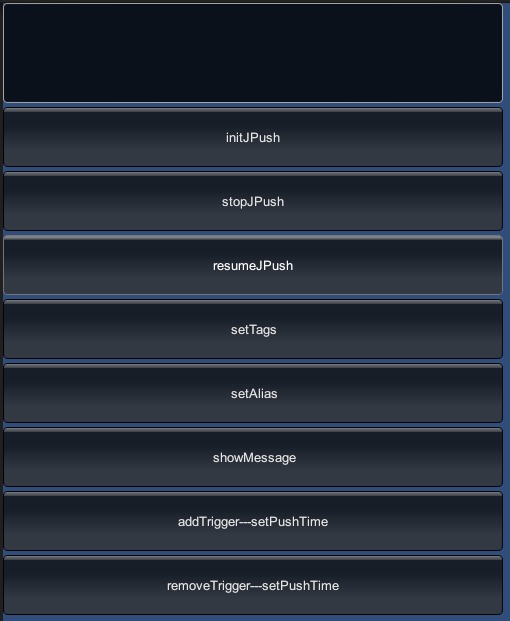 initJPush
stopJPush
resumeJPush
setTags
setAlias
showMessage
addTrigger---setPushTime
removeTrigger---setPushTime